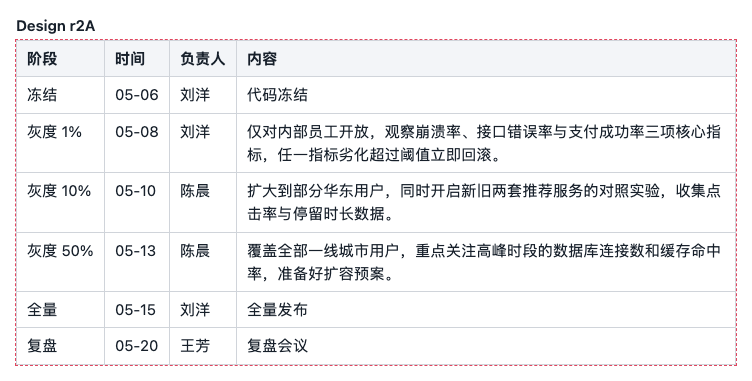 Design r2A
阶段 时间 负责人 内容
冻结 05-06 刘洋 代码冻结
灰度 1% 05-08 刘洋 仅对内部员工开放，观察崩溃率、接口错误率与支付成功率三项核心指
标，任一指标劣化超过阈值立即回滚。
灰度 10% 05-10 陈晨 扩大到部分华东用户，同时开启新旧两套推荐服务的对照实验，收集点
击率与停留时长数据。
灰度 50% 05-13 陈晨 覆盖全部一线城市用户，重点关注高峰时段的数据库连接数和缓存命中
率，准备好扩容预案。
全量 05-15 刘洋 全量发布
复盘 05-20 王芳 复盘会议